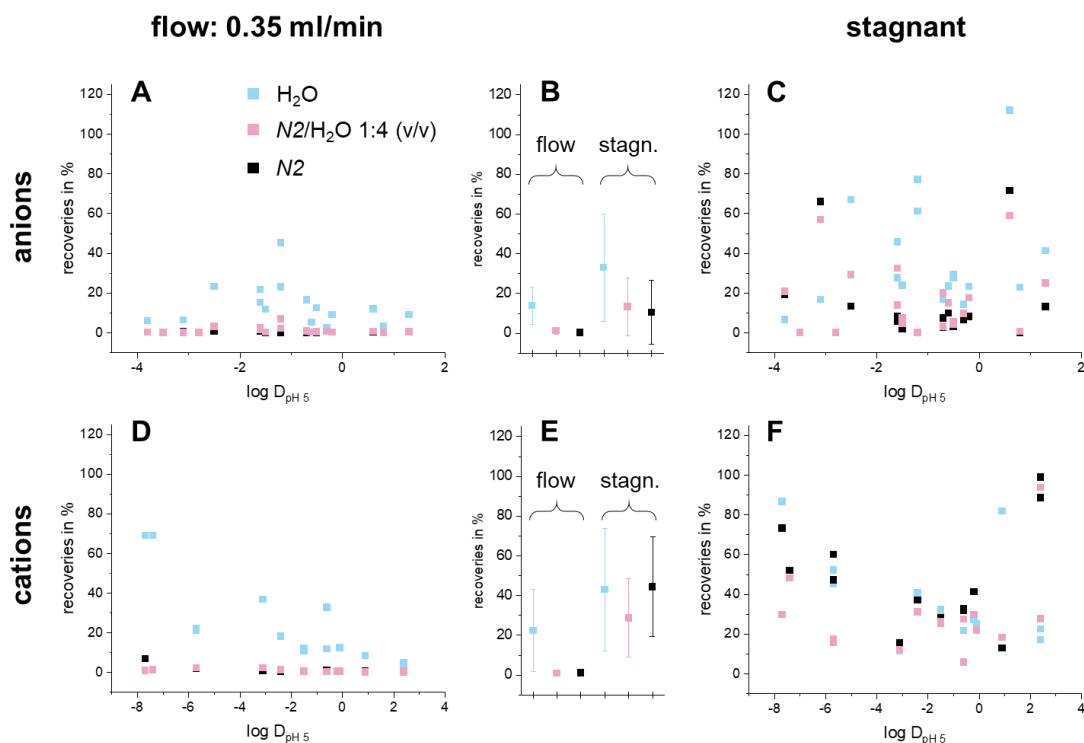 flow: 0.35 ml/min
stagnant
anions
cations
A
H₂O
N2/H₂O 1:4 (v/v)
N2
recoveries in %
120
100
80
60
40
20
0
-4
-2
0
2
log D pH 5
B
flow
stagn.
recoveries in %
120
100
80
60
40
20
0
C
recoveries in %
120
100
80
60
40
20
0
-4
-2
0
2
log D pH 5
D
recoveries in %
120
100
80
60
40
20
0
-8
-6
-4
-2
0
2
4
log D pH 5
E
flow
stagn.
recoveries in %
120
100
80
60
40
20
0
F
recoveries in %
120
100
80
60
40
20
0
-8
-6
-4
-2
0
2
4
log D pH 5